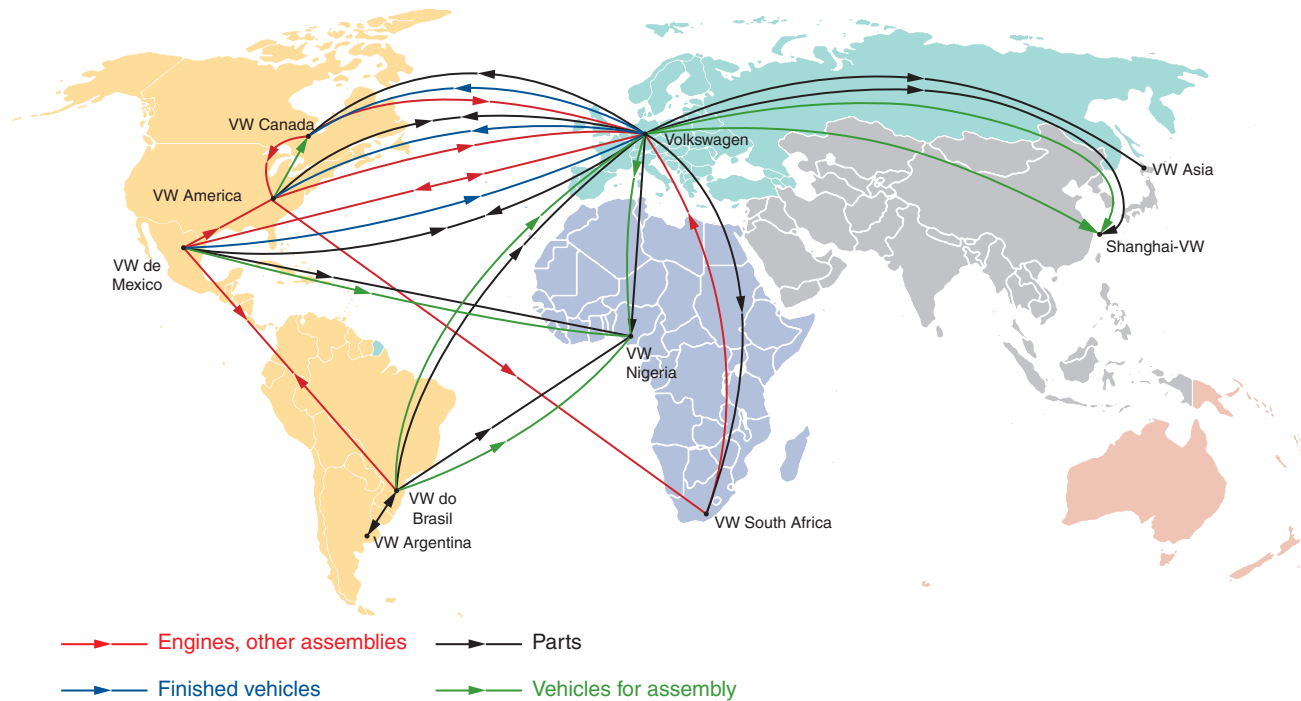 VW Canada
Volkswagen
VW Asia
VW America
Shanghai-VW
VW de
Mexico
VW
Nigeria
VW do
Brasil
VW South Africa
VW Argentina
Engines, other assemblies
Parts
Finished vehicles
Vehicles for assembly